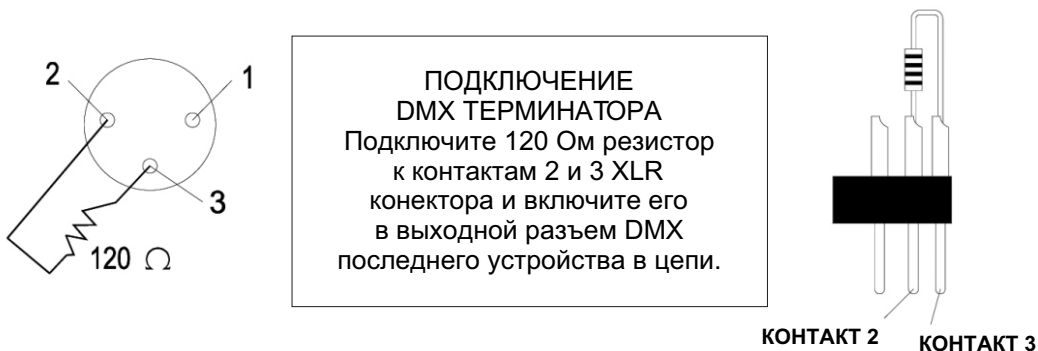 2
1
3
120 Ω
ПОДКЛЮЧЕНИЕ
DMX ТЕРМИНАТОРА
Подключите 120 Ом резистор
к контактам 2 и 3 XLR
конектора и включите его
в выходной разъем DMX
последнего устройства в цепи.
КОНТАКТ 2
КОНТАКТ 3